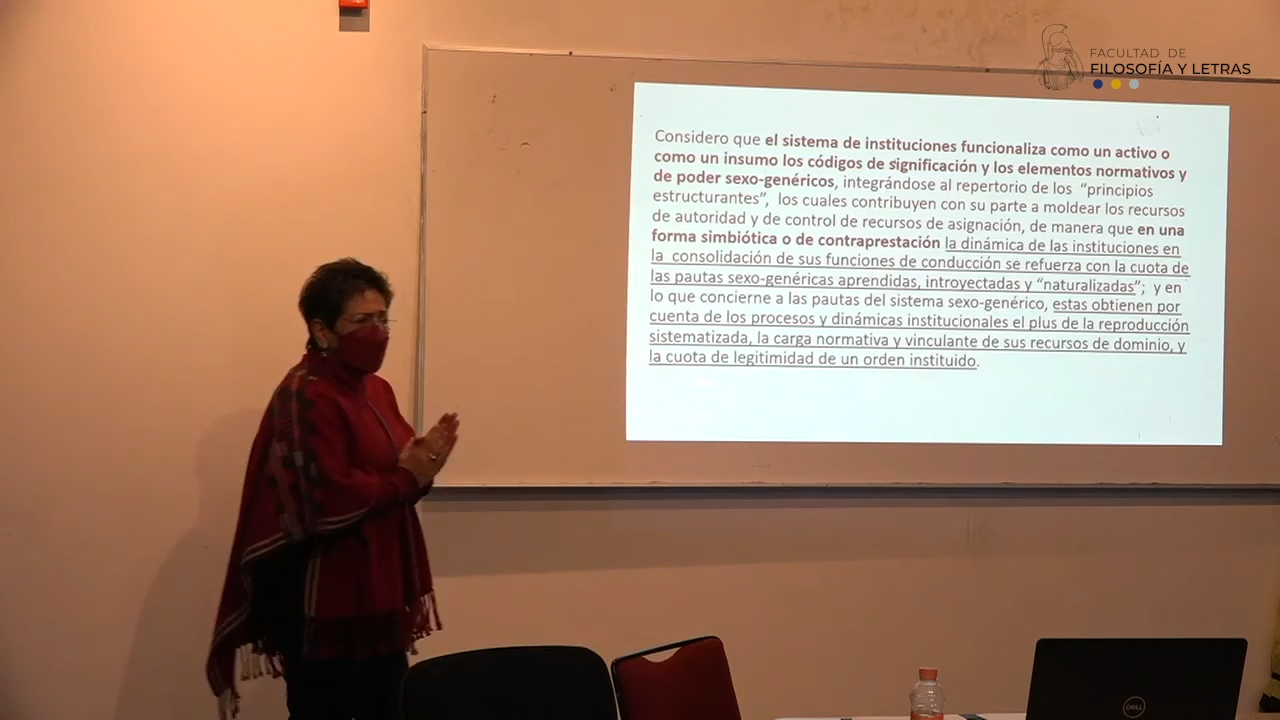 FACULTAD DE
FILOSOFÍA Y LETRAS
Considero que el sistema de instituciones funcionaliza como un activo o
como un insumo los códigos de significación y los elementos normativos y
de poder sexo-genéricos, integrándose al repertorio de los “principios
estructurantes”, los cuales contribuyen con su parte a moldear los recursos
de autoridad y de control de recursos de asignación, de manera que en una
forma simbiótica o de contraprestación la dinámica de las instituciones en
la consolidación de sus funciones de conducción se refuerza con la cuota de
las pautas sexo-genéricas aprendidas, introyectadas y “naturalizadas”; y en
lo que concierne a las pautas del sistema sexo-genérico, estas obtienen por
cuenta de los procesos y dinámicas institucionales el plus de la reproducción
sistematizada, la carga normativa y vinculante de sus recursos de dominio, y
la cuota de legitimidad de un orden instituido.
DELL